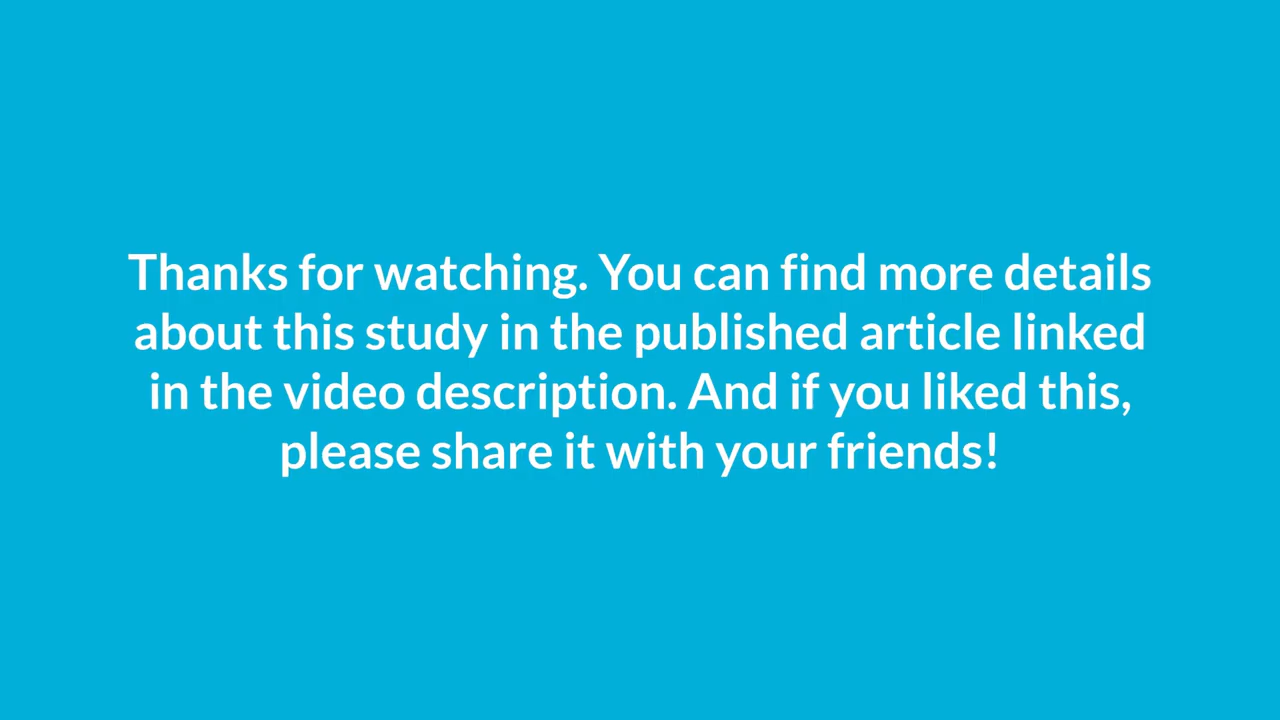 Thanks for watching. You can find more details
about this study in the published article linked
in the video description. And if you liked this,
please share it with your friends!